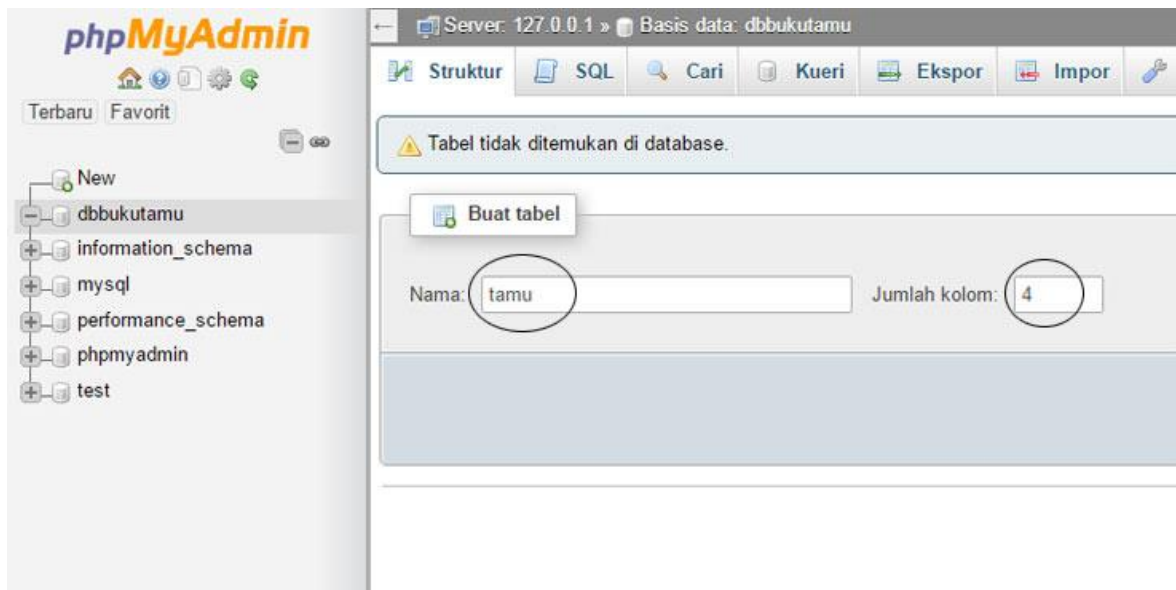 phpMyAdmin
Terbaru Favorit
New
dbbukutamu
information_schema
mysql
performance_schema
phpmyadmin
test
Server: 127.0.0.1 » Basis data: dbbukutamu
Struktur SQL Cari Kueri Ekspor Impor
Tabel tidak ditemukan di database.
Buat tabel
Nama: tamu Jumlah kolom: 4